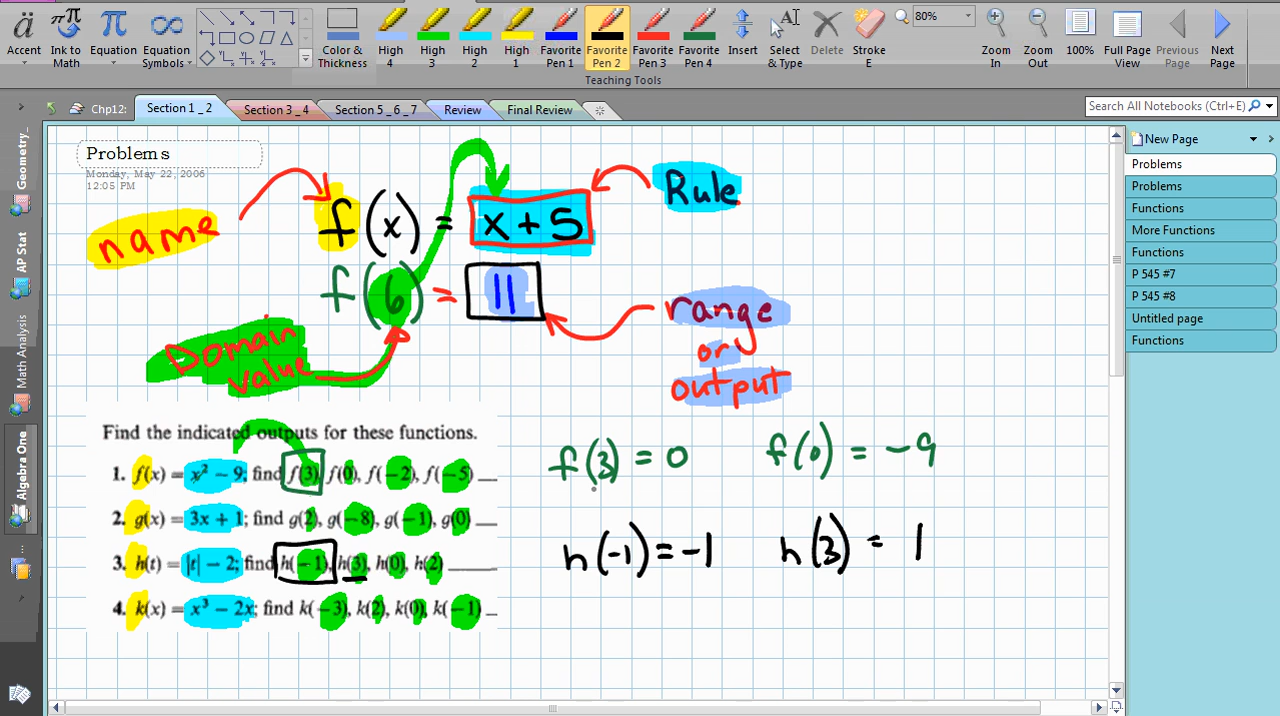 Accent
Ink to Math
Equation
Equation Symbols
Color & Thickness
High 4
High 3
High 2
High 1
Favorite Pen 1
Favorite Pen 2
Favorite Pen 3
Favorite Pen 4
Insert
Select & Type
Delete
Stroke E
80%
Zoom In
Zoom Out
100%
Full Page View
Previous Page
Next Page
Teaching Tools
Chp12:
Section 1 _ 2
Section 3 _ 4
Section 5 _ 6 _ 7
Review
Final Review
Search All Notebooks (Ctrl+E)
Geometry
AP Stat
Math Analysis
Algebra One
New Page
Problems
Problems
Functions
More Functions
Functions
P 545 #7
P 545 #8
Untitled page
Functions
Problems
Monday, May 22, 2006
12:05 PM
name
f(x) = x + 5
Rule
f(6) = 11
range
or
output
Domain
value
Find the indicated outputs for these functions.
1. f(x) = x² − 9; find f(3), f(0), f(−2), f(−5)
2. g(x) = 3x + 1; find g(2), g(−8), g(−1), g(0)
3. h(t) = |t| − 2; find h(−1), h(3), h(0), h(2)
4. k(x) = x³ − 2x; find k(−3), k(2), k(0), k(−1)
f(3) = 0 f(0) = −9
h(−1) = −1 h(3) = 1